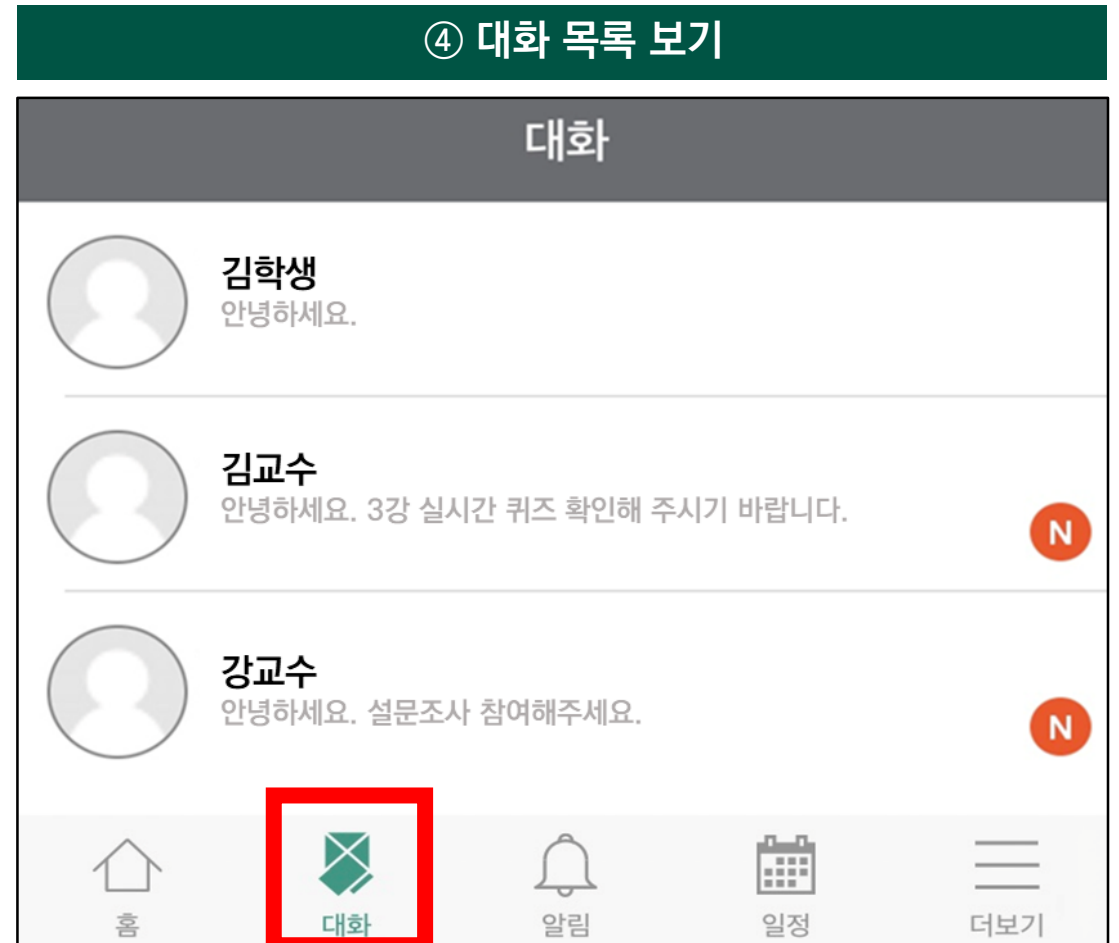 ④ 대화 목록 보기
대화
김학생
안녕하세요.
김교수
안녕하세요. 3강 실시간 퀴즈 확인해 주시기 바랍니다.
N
강교수
안녕하세요. 설문조사 참여해주세요.
N
홈 대화 알림 일정 더보기